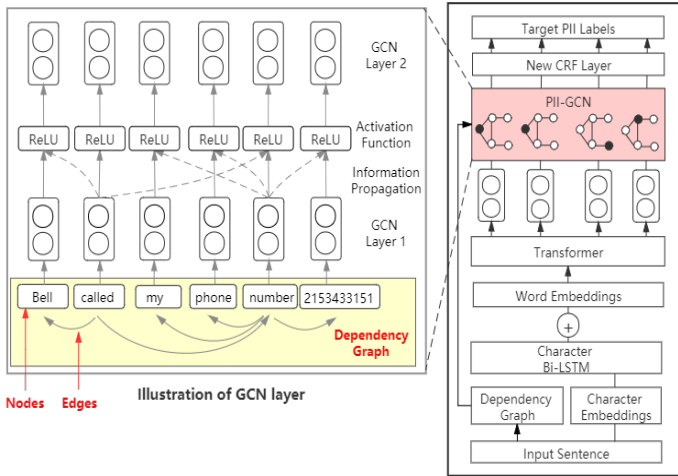 GCN
Layer 2
ReLU ReLU ReLU ReLU ReLU ReLU
Activation
Function
Information
Propagation
GCN
Layer 1
Bell called my phone number 2153433151
Dependency
Graph
Nodes Edges
Illustration of GCN layer
Target PII Labels
New CRF Layer
PII-GCN
Transformer
Word Embeddings
+
Character
Bi-LSTM
Dependency
Graph
Character
Embeddings
Input Sentence